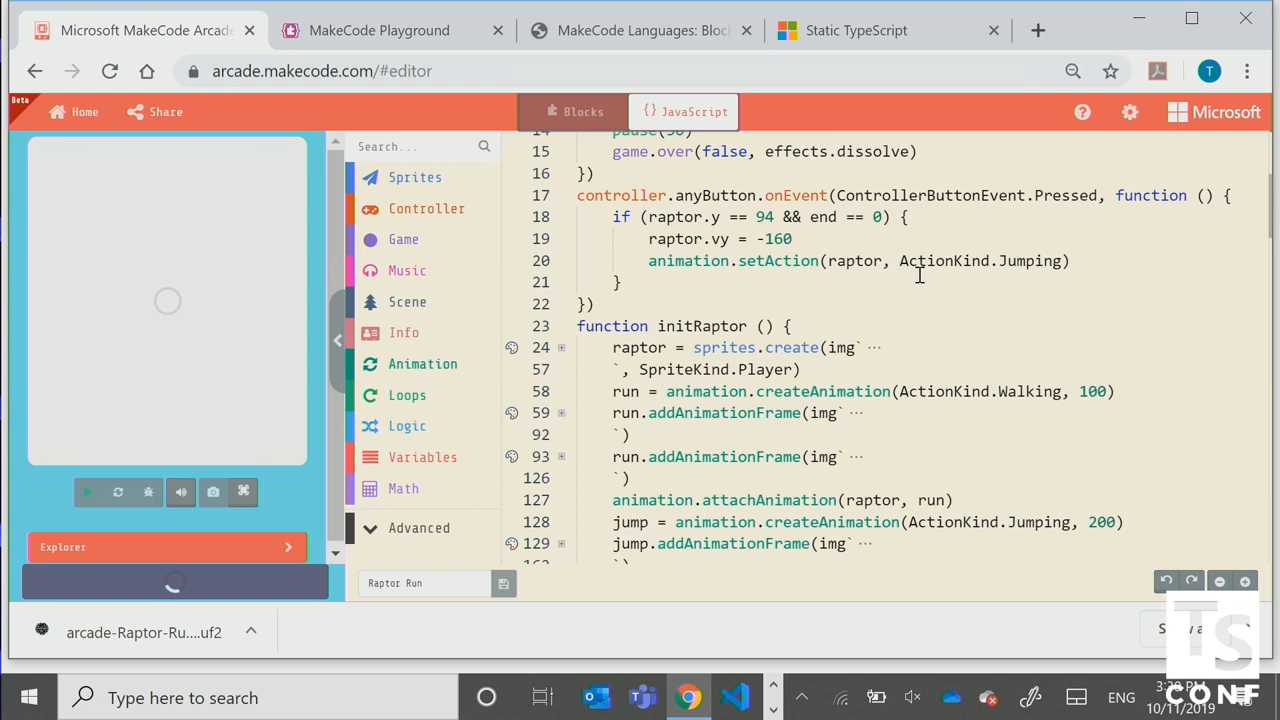 Microsoft MakeCode Arcade
MakeCode Playground
MakeCode Languages: Bloc
Static TypeScript
arcade.makecode.com/#editor
T
Beta
Home
Share
Blocks
{} JavaScript
Microsoft
Search...
Sprites
Controller
Game
Music
Scene
Info
Animation
Loops
Logic
Variables
Math
Advanced
Explorer
Raptor Run
14 pause(90)
15 game.over(false, effects.dissolve)
16 })
17 controller.anyButton.onEvent(ControllerButtonEvent.Pressed, function () {
18 if (raptor.y == 94 && end == 0) {
19 raptor.vy = -160
20 animation.setAction(raptor, ActionKind.Jumping)
21 }
22 })
23 function initRaptor () {
24 raptor = sprites.create(img` ···
57 `, SpriteKind.Player)
58 run = animation.createAnimation(ActionKind.Walking, 100)
59 run.addAnimationFrame(img` ···
92 `)
93 run.addAnimationFrame(img` ···
126 `)
127 animation.attachAnimation(raptor, run)
128 jump = animation.createAnimation(ActionKind.Jumping, 200)
129 jump.addAnimationFrame(img` ···
162 `)
arcade-Raptor-Ru....uf2
TS
CONF
Type here to search
ENG
10/11/2019